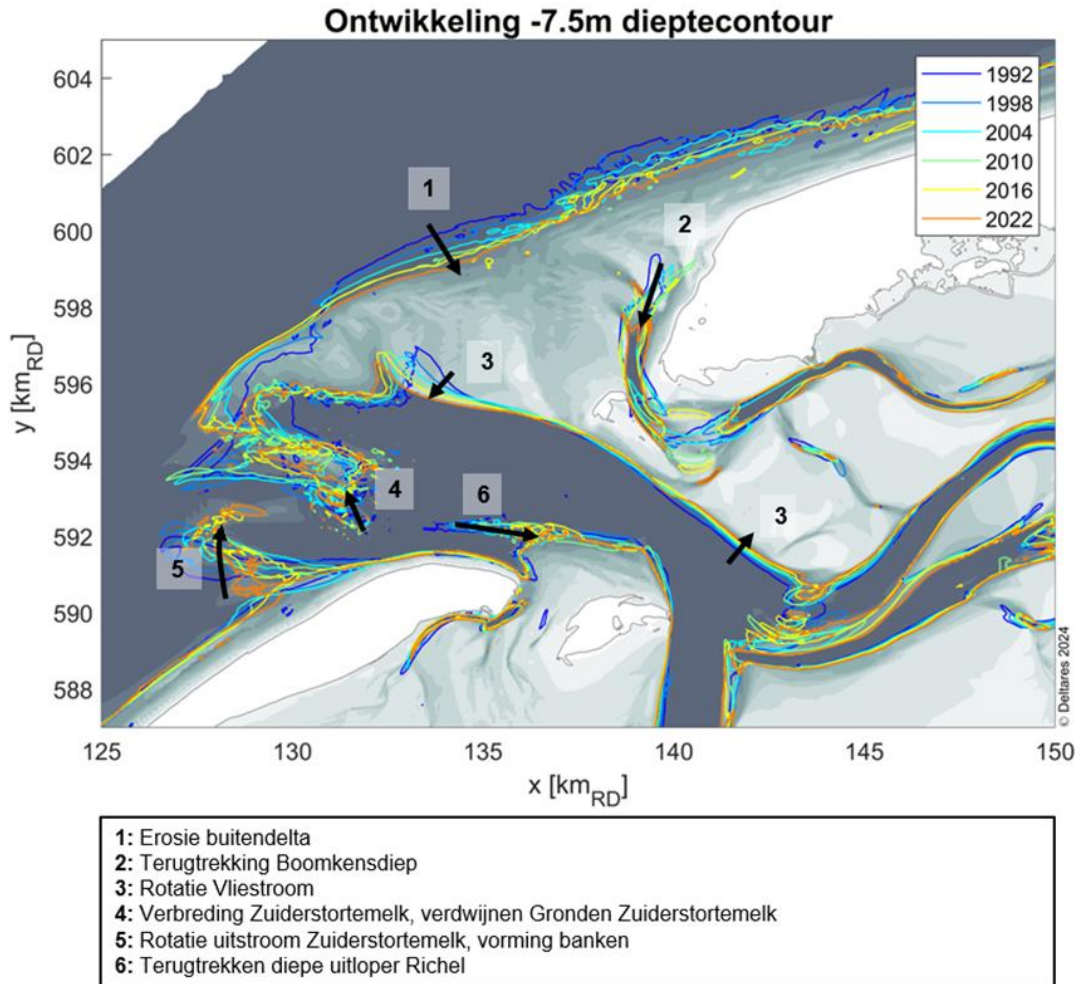 Ontwikkeling -7.5m dieptecontour
1992
1998
2004
2010
2016
2022
604
602
600
598
596
594
592
590
588
y [km_RD]
1
2
3
4
6
3
5
125
130
135
140
145
150
x [km_RD]
© Deltares 2024
1: Erosie buitendelta
2: Terugtrekking Boomkensdiep
3: Rotatie Vliestroom
4: Verbreding Zuiderstortemelk, verdwijnen Gronden Zuiderstortemelk
5: Rotatie uitstroom Zuiderstortemelk, vorming banken
6: Terugtrekken diepe uitloper Richel